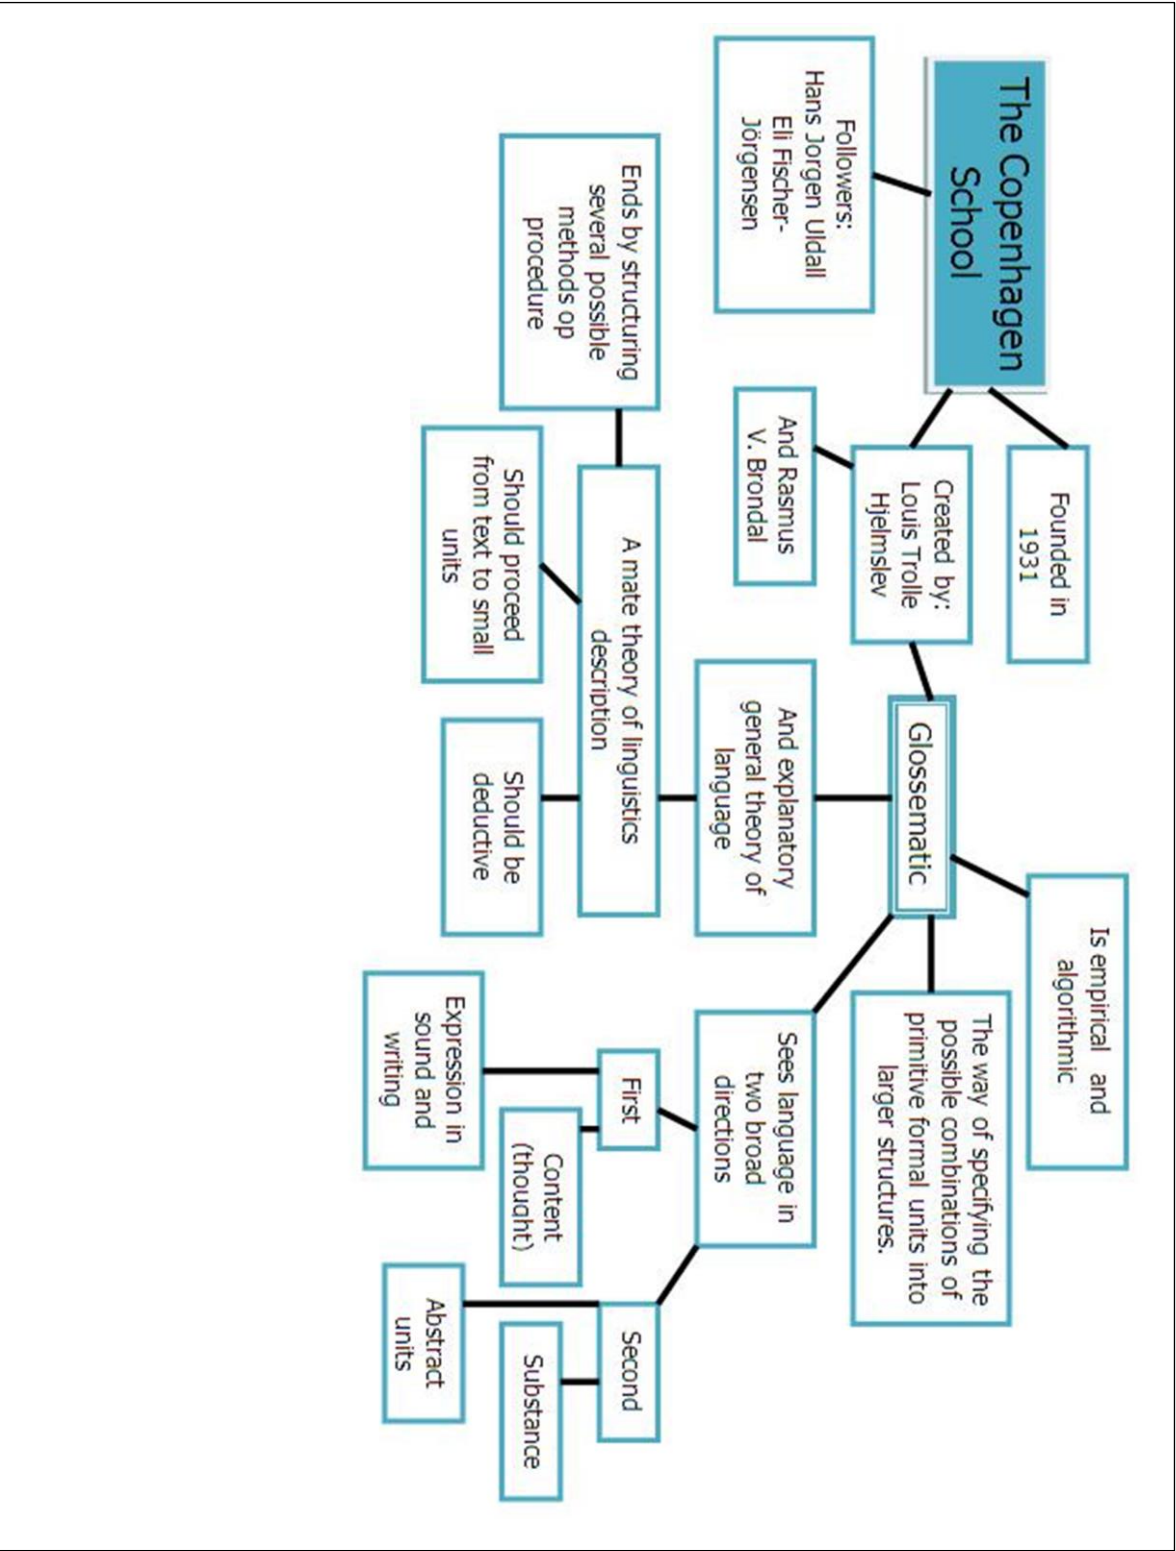 The Copenhagen
School
Followers:
Hans Jorgen Uldall
Eli Fischer-
Jörgensen
Founded in
1931
Created by:
Louis Trolle
Hjelmslev
And Rasmus
V. Brondal
Glossematic
Is empirical and
algorithmic
The way of specifying the
possible combinations of
primitive formal units into
larger structures.
And explanatory
general theory of
language
A mate theory of linguistics
description
Ends by structuring
several possible
methods op
procedure
Should proceed
from text to small
units
Should be
deductive
Sees language in
two broad
directions
First
Expression in
sound and
writing
Content
(thought)
Second
Abstract
units
Substance